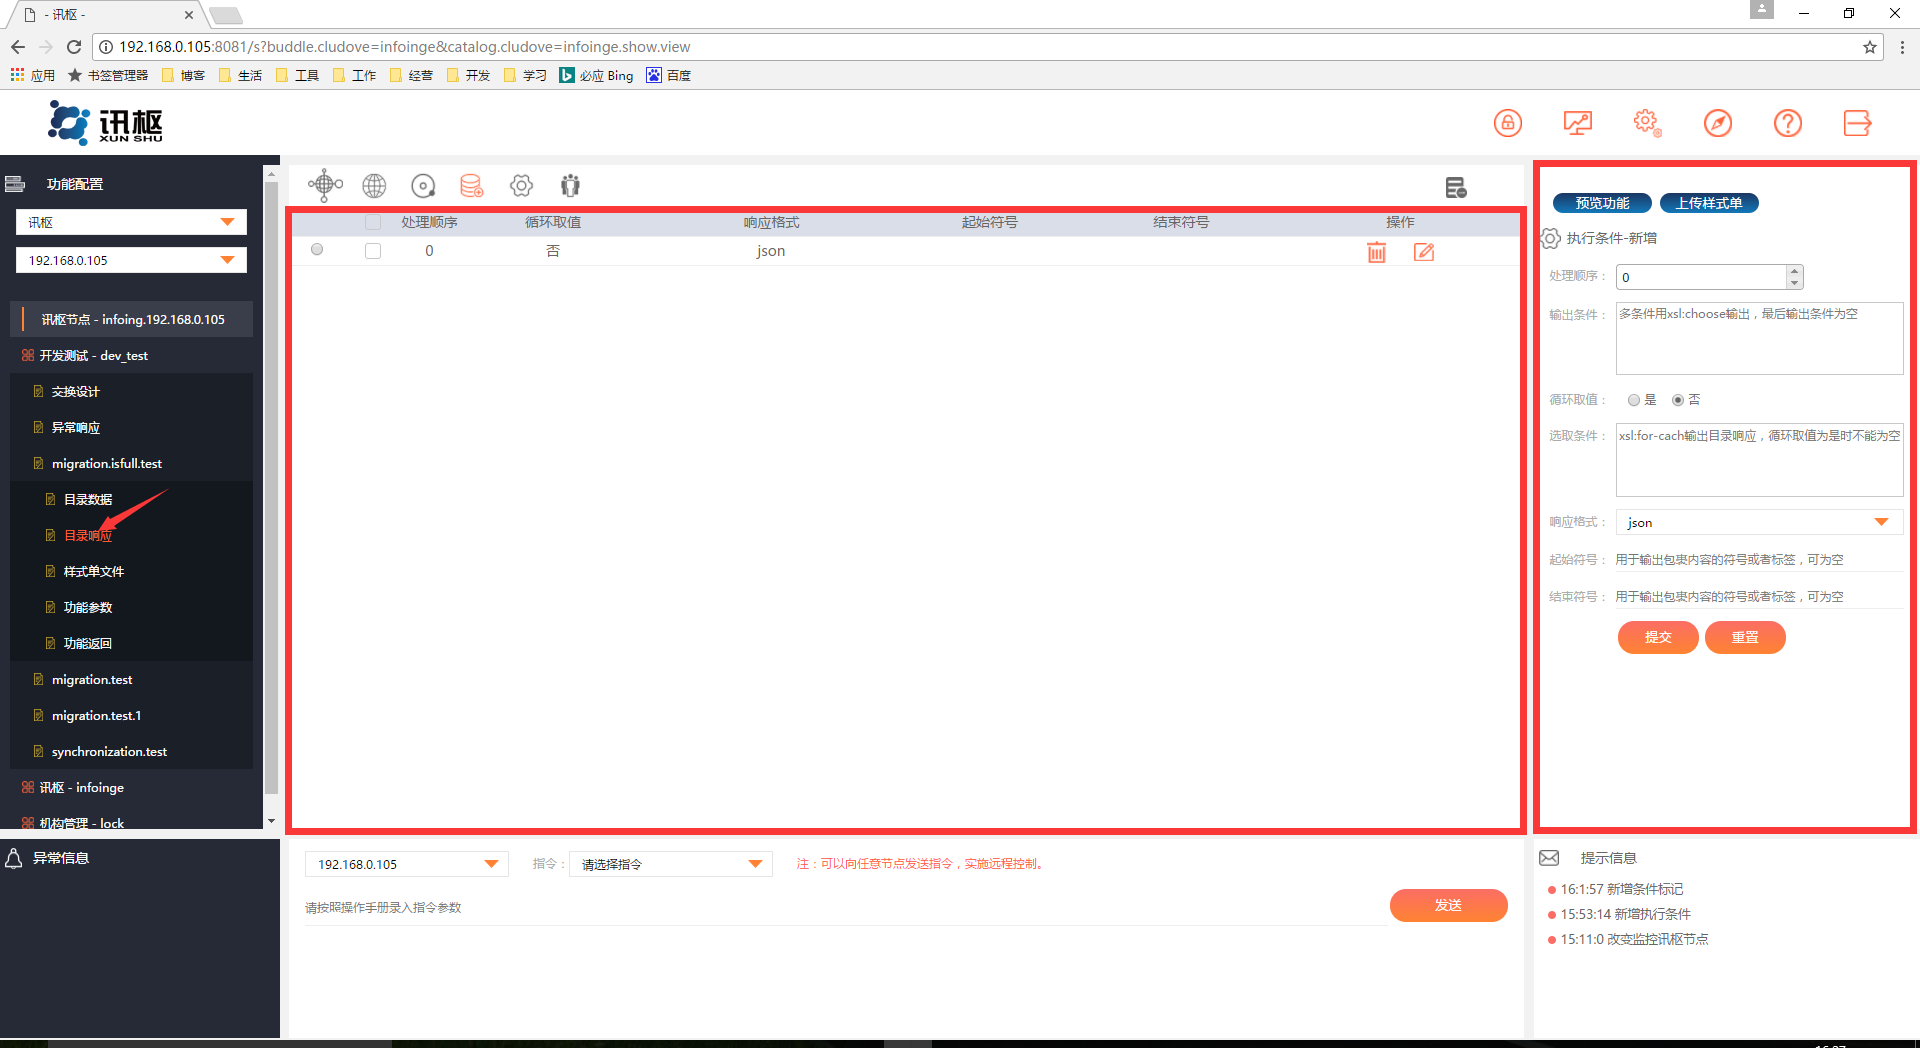 - 讯枢 -
192.168.0.105:8081/s?buddle.cludove=infoinge&catalog.cludove=infoinge.show.view
应用 书签管理器 博客 生活 工具 工作 经营 开发 学习 必应 Bing 百度
讯枢
XUN SHU
功能配置
讯枢
192.168.0.105
讯枢节点 - infoing.192.168.0.105
开发测试 - dev_test
交换设计
异常响应
migration.isfull.test
目录数据
目录响应
样式单文件
功能参数
功能返回
migration.test
migration.test.1
synchronization.test
讯枢 - infoinge
机构管理 - lock
异常信息
处理顺序 循环取值 响应格式 起始符号 结束符号 操作
0 否 json
预览功能 上传样式单
执行条件-新增
处理顺序： 0
输出条件： 多条件用xsl:choose输出，最后输出条件为空
循环取值： 是 否
选取条件： xsl:for-cach输出目录响应，循环取值为是时不能为空
响应格式： json
起始符号： 用于输出包裹内容的符号或者标签，可为空
结束符号： 用于输出包裹内容的符号或者标签，可为空
提交 重置
192.168.0.105 指令： 请选择指令 注：可以向任意节点发送指令，实施远程控制。
请按照操作手册录入指令参数
发送
提示信息
16:1:57 新增条件标记
15:53:14 新增执行条件
15:11:0 改变监控讯枢节点